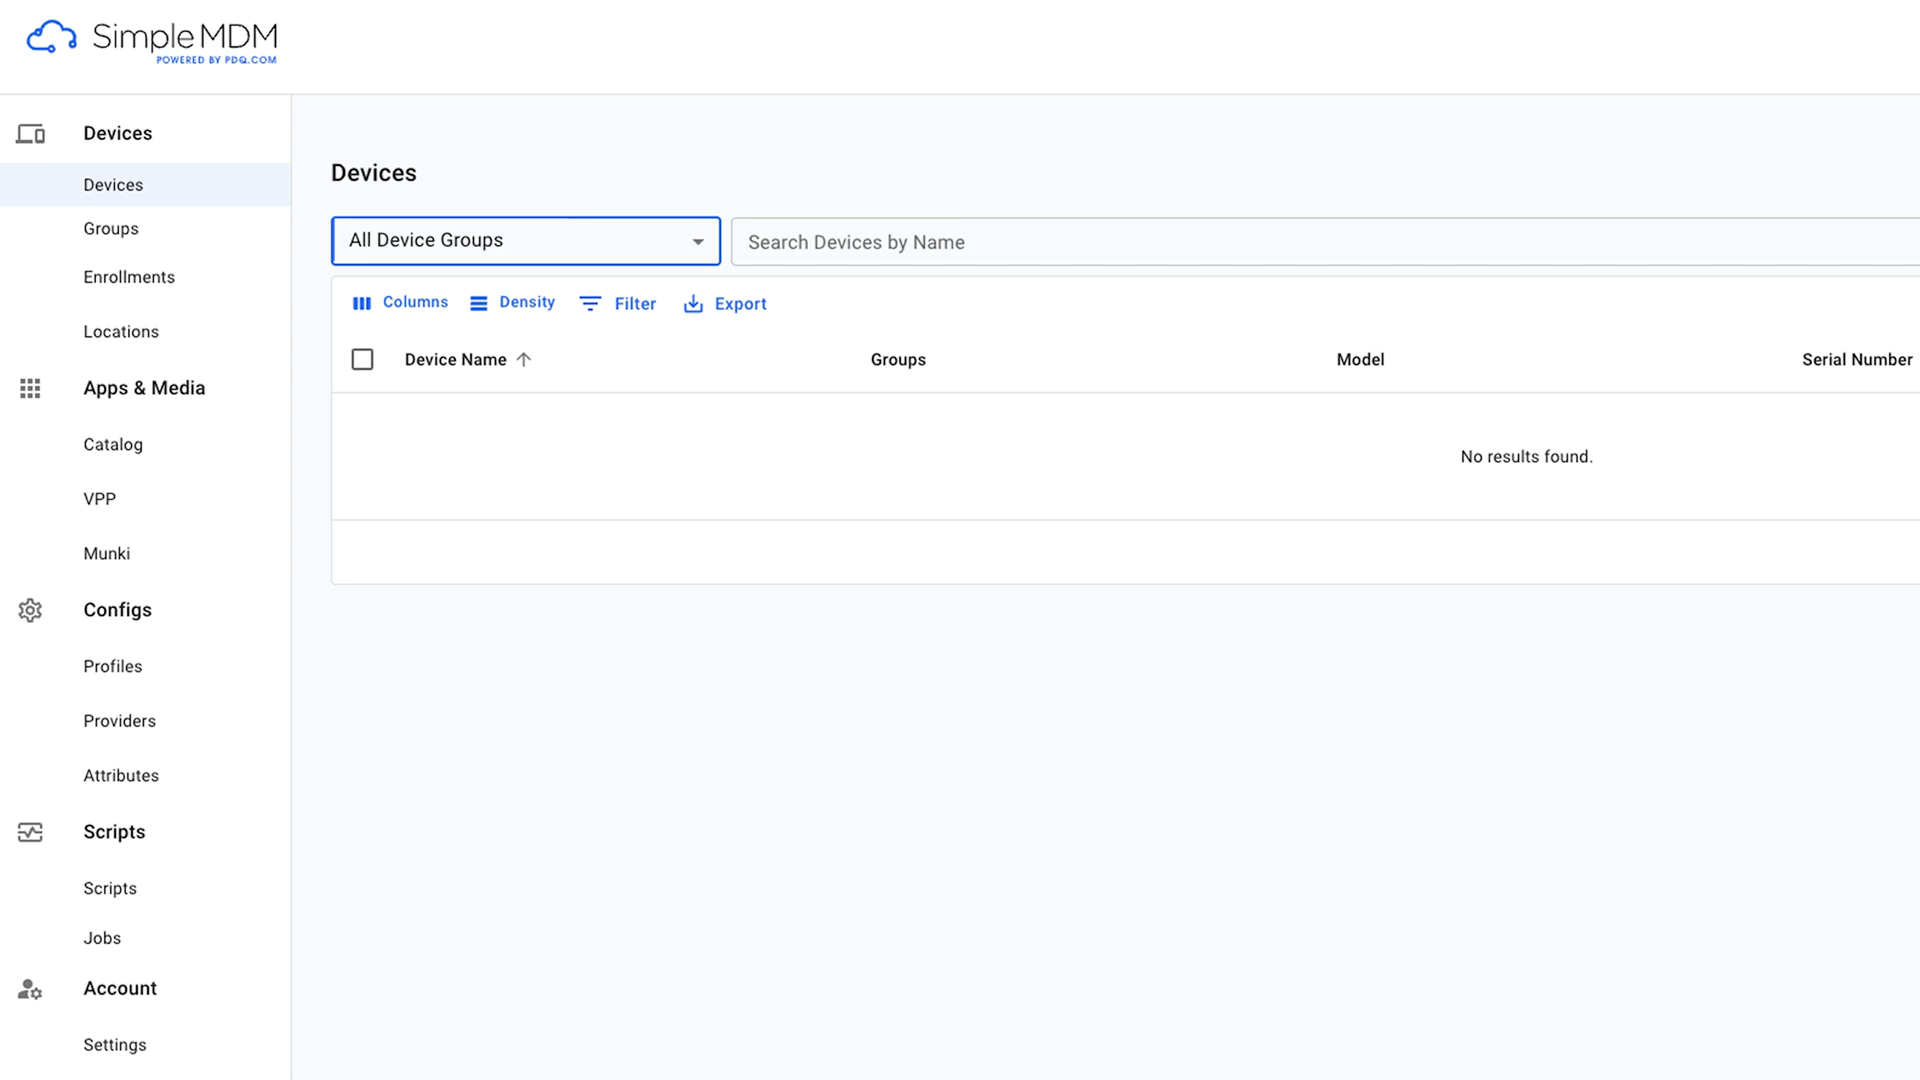 SimpleMDM
POWERED BY PDQ.COM
Devices
Devices
Groups
Enrollments
Locations
Apps & Media
Catalog
VPP
Munki
Configs
Profiles
Providers
Attributes
Scripts
Scripts
Jobs
Account
Settings
Devices
All Device Groups
Search Devices by Name
Columns Density Filter Export
Device Name Groups Model Serial Number
No results found.